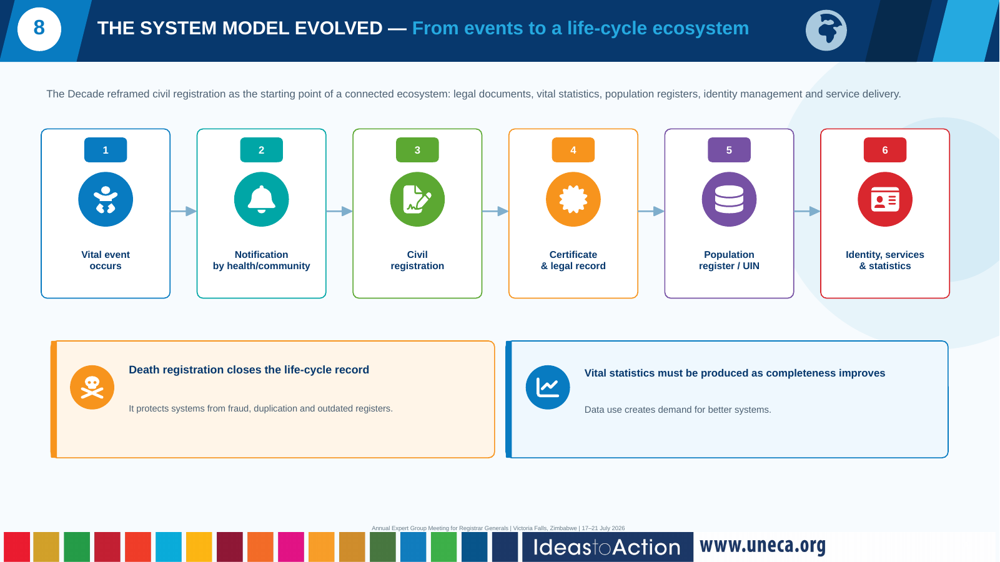 8
THE SYSTEM MODEL EVOLVED — From events to a life-cycle ecosystem
The Decade reframed civil registration as the starting point of a connected ecosystem: legal documents, vital statistics, population registers, identity management and service delivery.
1
Vital event
occurs
2
Notification
by health/community
3
Civil
registration
4
Certificate
& legal record
5
Population
register / UIN
6
Identity, services
& statistics
Death registration closes the life-cycle record
It protects systems from fraud, duplication and outdated registers.
Vital statistics must be produced as completeness improves
Data use creates demand for better systems.
Annual Expert Group Meeting for Registrar Generals | Victoria Falls, Zimbabwe | 17–21 July 2026
IdeastoAction
www.uneca.org